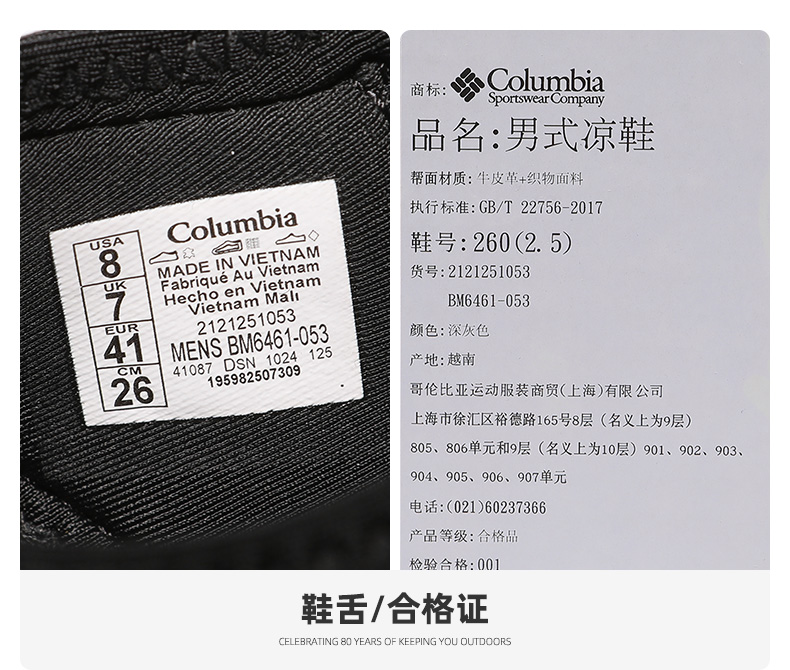 Columbia
USA
8
UK
7
EUR
41
CM
26
MADE IN VIETNAM
Fabriqué Au Vietnam
Hecho en Vietnam
Vietnam Malı
2121251053
MENS BM6461-053
41087 DSN 1024 125
195982507309
商标: Columbia
Sportswear Company
品名:男式凉鞋
帮面材质: 牛皮革+织物面料
执行标准:GB/T 22756-2017
鞋号:260(2.5)
货号:2121251053
BM6461-053
颜色:深灰色
产地:越南
哥伦比亚运动服装商贸(上海)有限公司
上海市徐汇区裕德路165号8层（名义上为9层）
805、806单元和9层（名义上为10层）901、902、903、
904、905、906、907单元
电话:(021)60237366
产品等级:合格品
检验合格:001
鞋舌/合格证
CELEBRATING 80 YEARS OF KEEPING YOU OUTDOORS